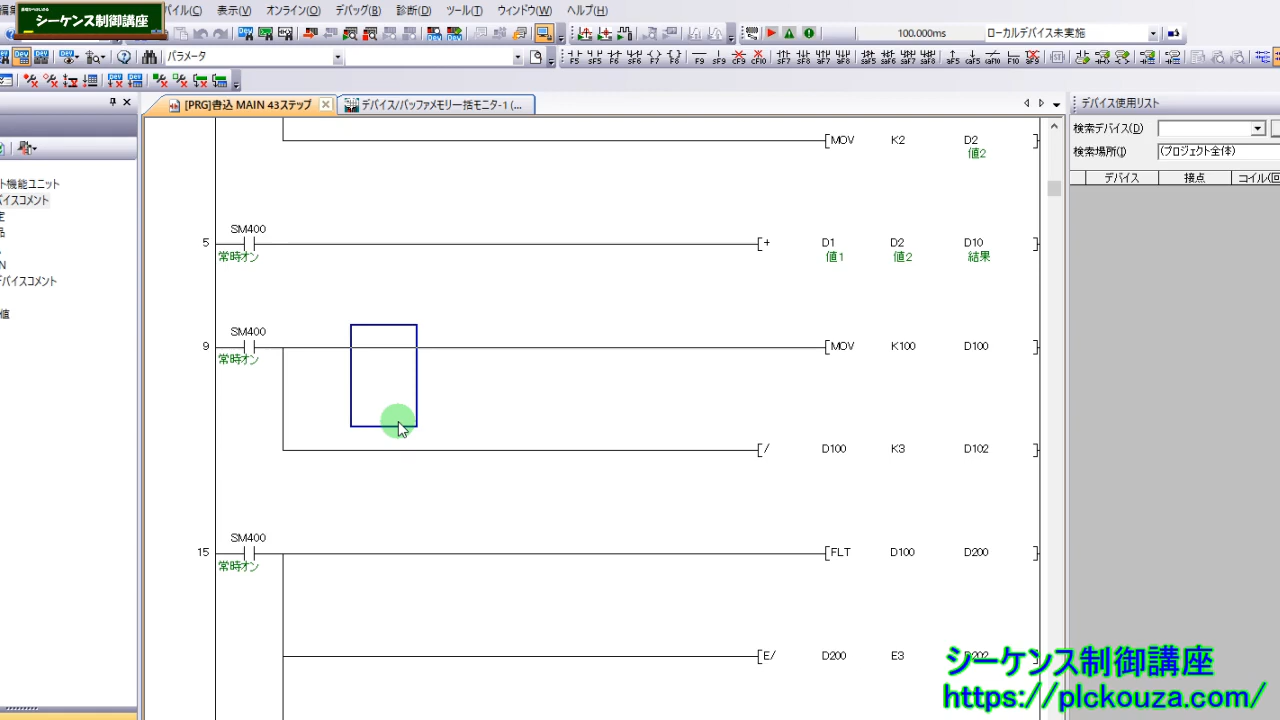 シーケンス制御講座
表示(V) オンライン(O) デバッグ(B) 診断(D) ツール(T) ウィンドウ(W) ヘルプ(H)
100.000ms ローカルデバイス未実施
パラメータ
[PRG]書込 MAIN 43ステップ
デバイス/バッファメモリ一括モニタ-1 (...
デバイス使用リスト
検索デバイス(D)
検索場所(I) (プロジェクト全体)
デバイス 接点 コイル(回
ト機能ユニット
バイスコメント
定
品
N
デバイスコメント
値
MOV K2 D2
値2
SM400
5 + D1 D2 D10
常時オン 値1 値2 結果
SM400
9 MOV K100 D100
常時オン
/ D100 K3 D102
SM400
15 FLT D100 D200
常時オン
E/ D200 E3
シーケンス制御講座
https://plckouza.com/